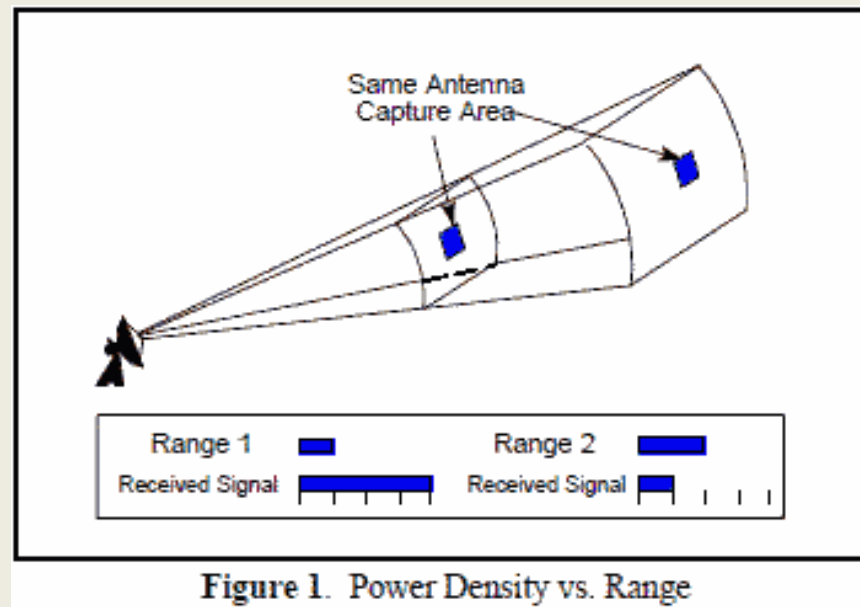 Same Antenna
Capture Area
Range 1
Range 2
Received Signal:
Received Signal
Figure 1. Power Density vs. Range